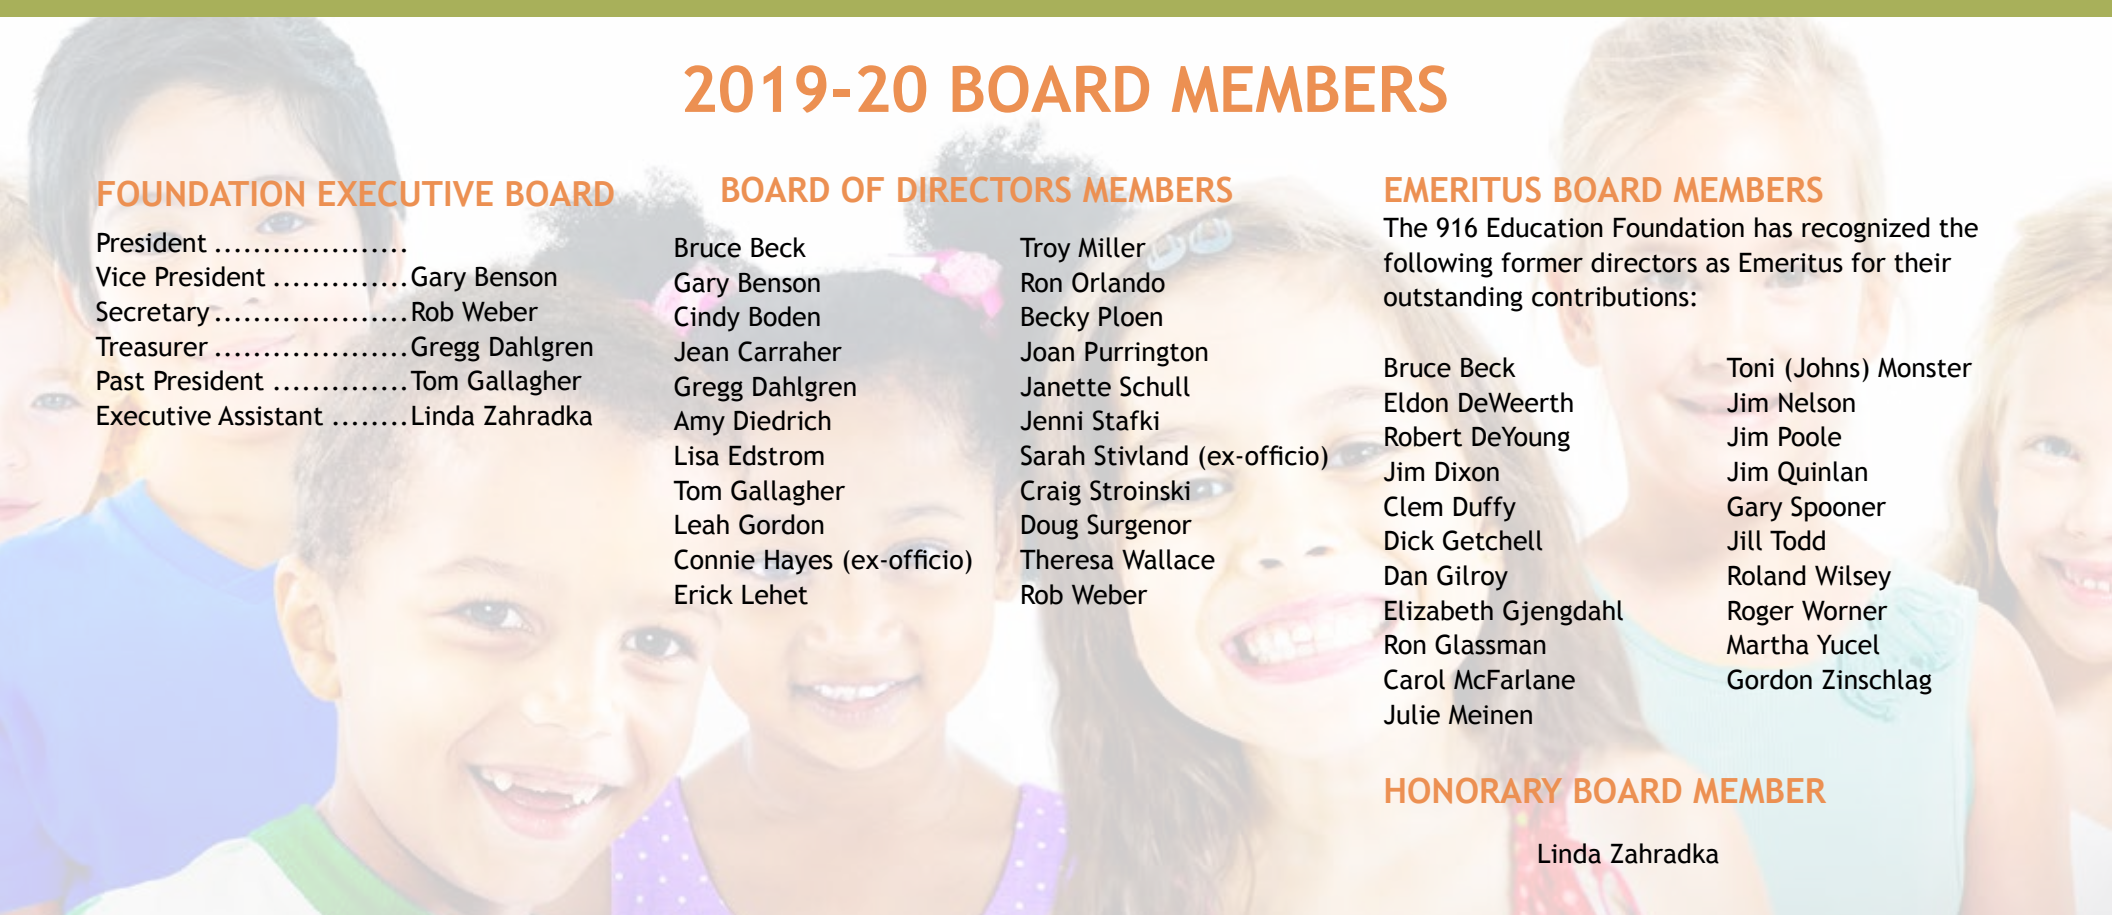 2019-20 BOARD MEMBERS
FOUNDATION EXECUTIVE BOARD
President ....................
Vice President ..............Gary Benson
Secretary....................Rob Weber
Treasurer ....................Gregg Dahlgren
Past President ..............Tom Gallagher
Executive Assistant ........Linda Zahradka
BOARD OF DIRECTORS MEMBERS
Bruce Beck
Gary Benson
Cindy Boden
Jean Carraher
Gregg Dahlgren
Amy Diedrich
Lisa Edstrom
Tom Gallagher
Leah Gordon
Connie Hayes (ex-officio)
Erick Lehet
Troy Miller
Ron Orlando
Becky Ploen
Joan Purrington
Janette Schull
Jenni Stafki
Sarah Stivland (ex-officio)
Craig Stroinski
Doug Surgenor
Theresa Wallace
Rob Weber
EMERITUS BOARD MEMBERS
The 916 Education Foundation has recognized the
following former directors as Emeritus for their
outstanding contributions:
Bruce Beck
Eldon DeWeerth
Robert DeYoung
Jim Dixon
Clem Duffy
Dick Getchell
Dan Gilroy
Elizabeth Gjengdahl
Ron Glassman
Carol McFarlane
Julie Meinen
Toni (Johns) Monster
Jim Nelson
Jim Poole
Jim Quinlan
Gary Spooner
Jill Todd
Roland Wilsey
Roger Worner
Martha Yucel
Gordon Zinschlag
HONORARY BOARD MEMBER
Linda Zahradka